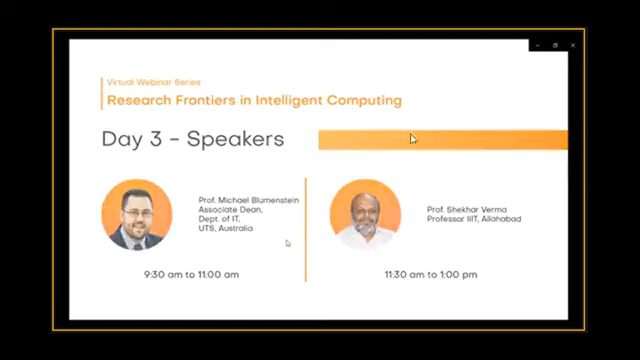 Virtual Webinar Series
Research Frontiers in Intelligent Computing
Day 3 - Speakers
Prof. Michael Blumenstein
Associate Dean,
Dept. of IT,
UTS, Australia
9:30 am to 11:00 am
Prof. Shekhar Verma
Professor IIIT, Allahabad
11:30 am to 1:00 pm